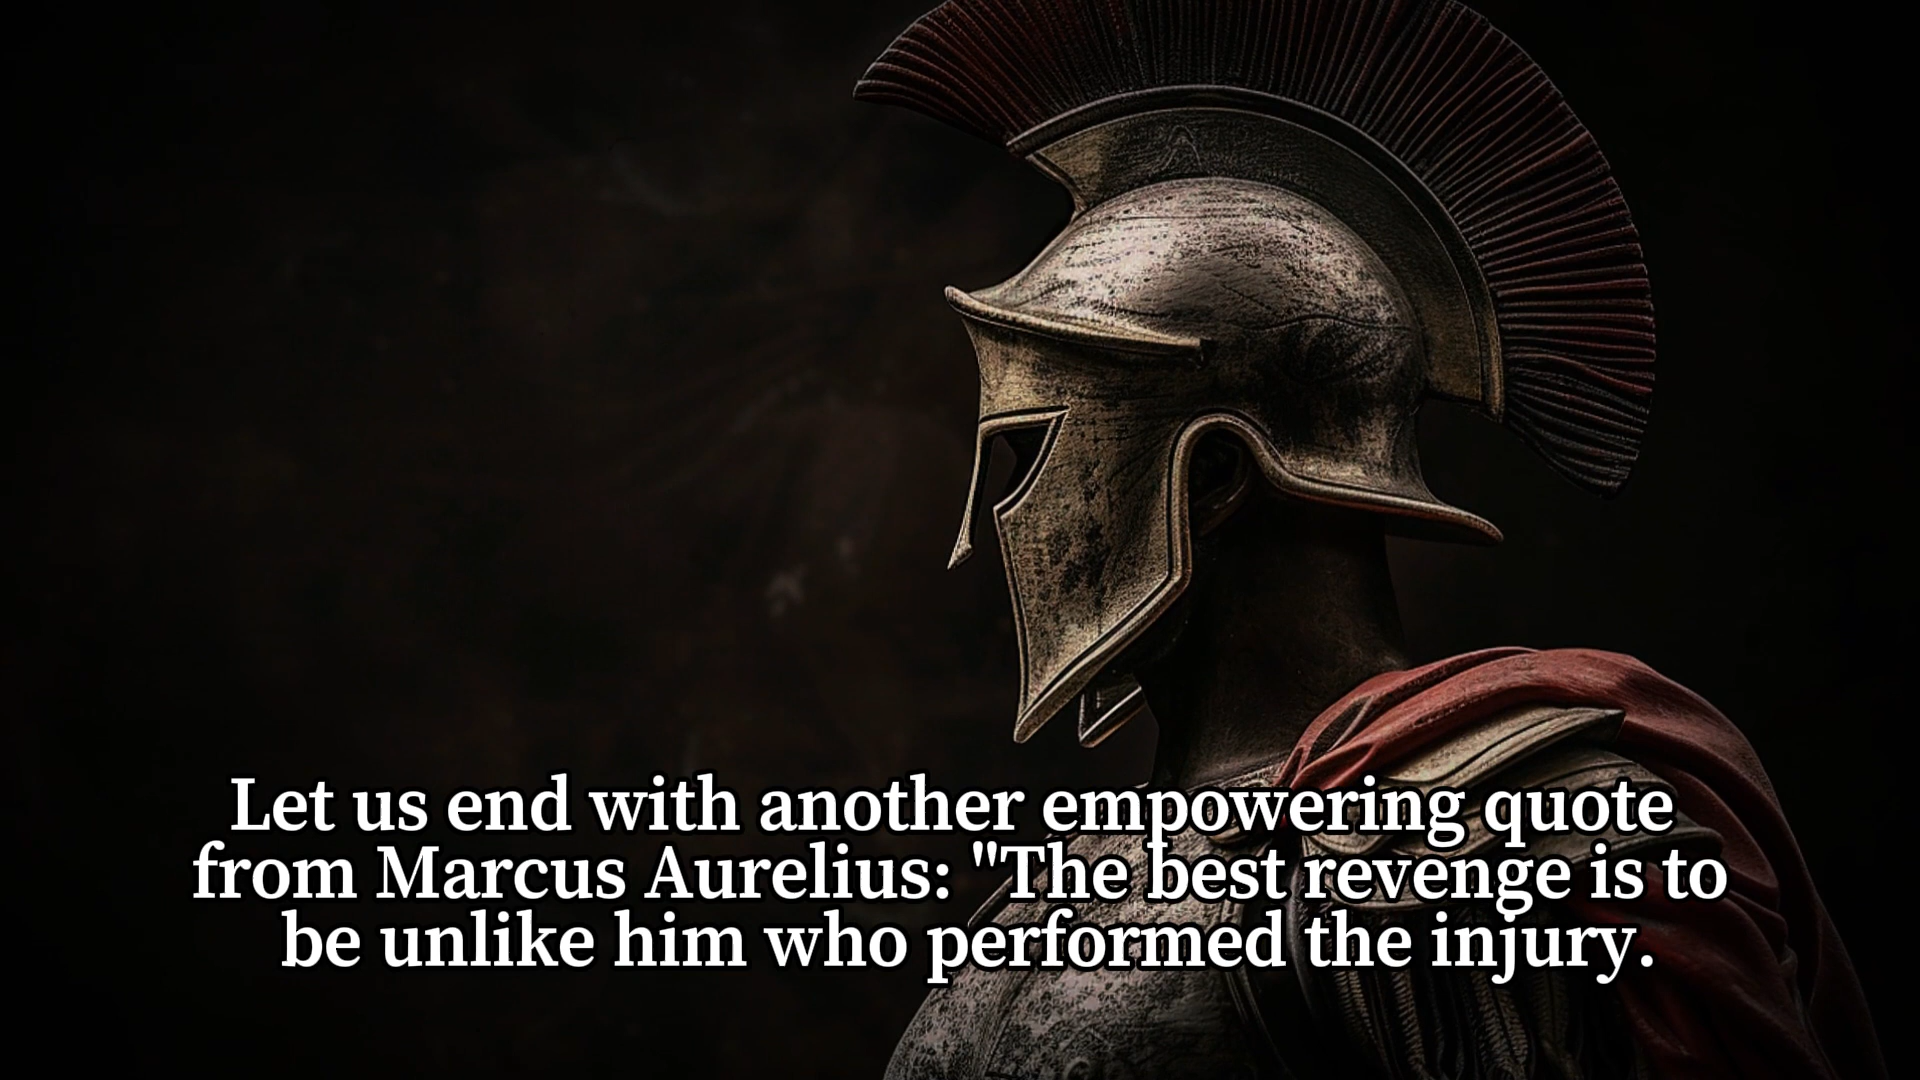 Let us end with another empowering quote
from Marcus Aurelius: "The best revenge is to
be unlike him who performed the injury.